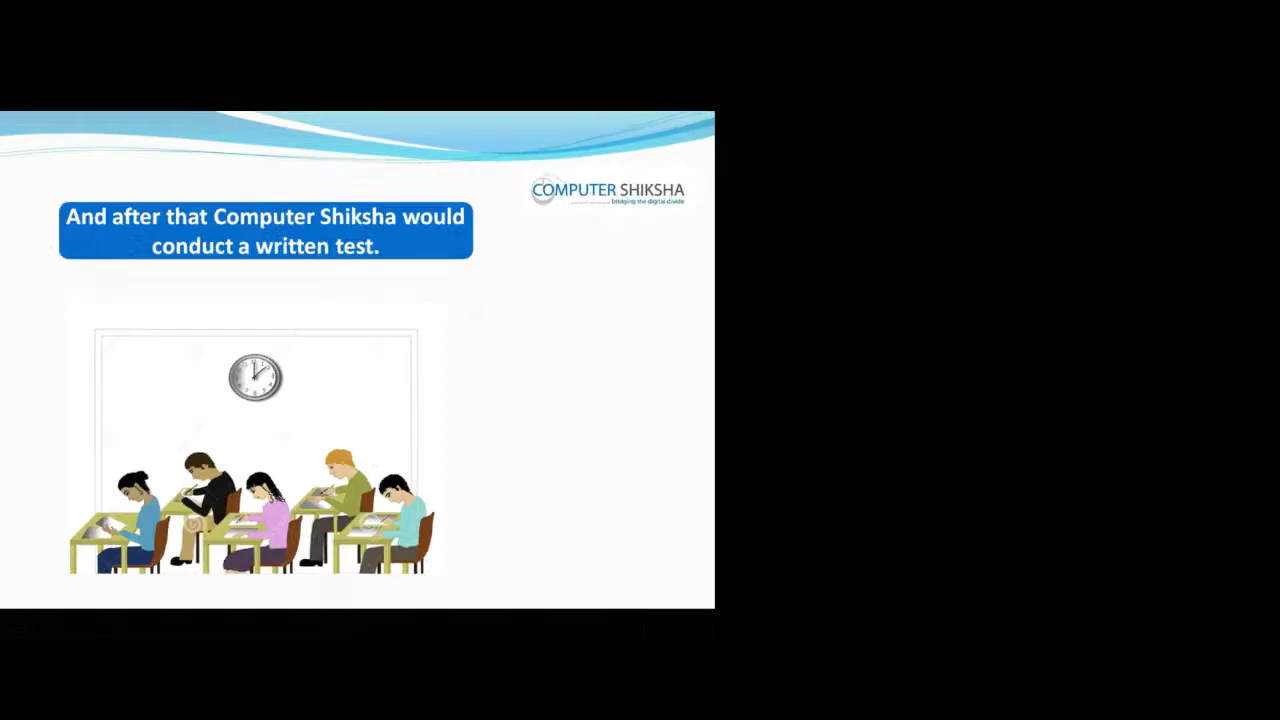 COMPUTER SHIKSHA
bridging the digital divide
And after that Computer Shiksha would
conduct a written test.